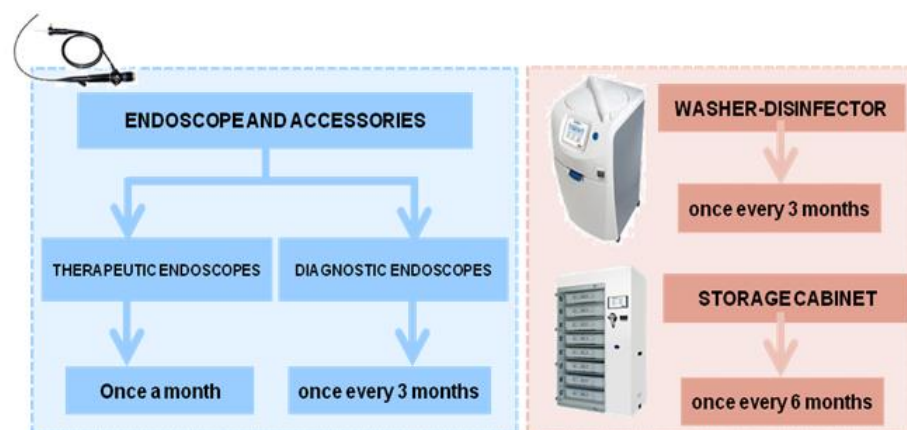 ENDOSCOPE AND ACCESSORIES
THERAPEUTIC ENDOSCOPES
DIAGNOSTIC ENDOSCOPES
Once a month
once every 3 months
WASHER-DISINFECTOR
once every 3 months
STORAGE CABINET
once every 6 months